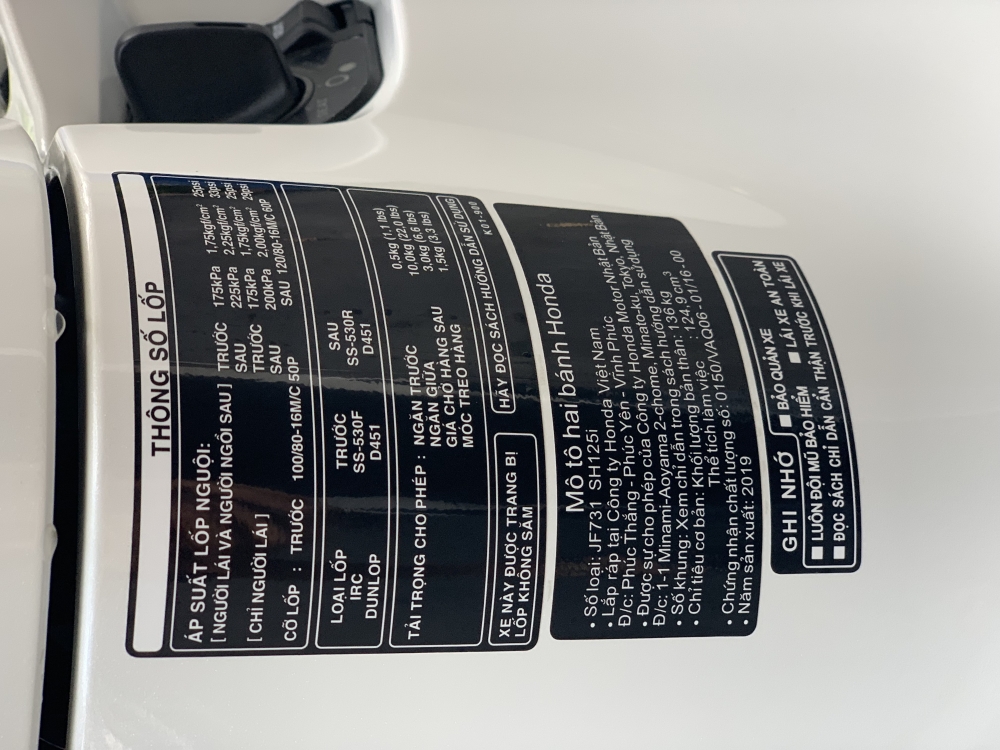 THÔNG SỐ LỐP
ÁP SUẤT LỐP NGUỘI:
[ NGƯỜI LÁI VÀ NGƯỜI NGỒI SAU ] TRƯỚC 175kPa 1,75kgf/cm² 25psi
SAU 225kPa 2,25kgf/cm² 33psi
[ CHỈ NGƯỜI LÁI ] TRƯỚC 175kPa 1,75kgf/cm² 25psi
SAU 200kPa 2,00kgf/cm² 29psi
CỠ LỐP : TRƯỚC 100/80-16M/C 50P SAU 120/80-16M/C 60P
LOẠI LỐP TRƯỚC SAU
IRC SS-530F SS-530R
DUNLOP D451 D451
TẢI TRỌNG CHO PHÉP : NGĂN TRƯỚC 0,5kg (1,1 lbs)
NGĂN GIỮA 10,0kg (22,0 lbs)
GIÁ CHỞ HÀNG SAU 3,0kg (6,6 lbs)
MÓC TREO HÀNG 1,5kg (3,3 lbs)
XE NÀY ĐƯỢC TRANG BỊ
LỐP KHÔNG SĂM
HÃY ĐỌC SÁCH HƯỚNG DẪN SỬ DỤNG
K01-900
Mô tô hai bánh Honda
• Số loại: JF731 SH125i
• Lắp ráp tại Công ty Honda Việt Nam
Đ/c: Phúc Thắng - Phúc Yên - Vĩnh Phúc
• Được sự cho phép của Công ty Honda Motor Nhật Bản
Đ/c: 1-1 Minami-Aoyama 2-chome, Minato-ku, Tokyo, Nhật Bản
• Số khung: Xem chỉ dẫn trong sách hướng dẫn sử dụng
• Chỉ tiêu cơ bản: Khối lượng bản thân: 136 kg
Thể tích làm việc : 124,9 cm³
• Chứng nhận chất lượng số: 0150/VAQ06-01/16-00
• Năm sản xuất: 2019
GHI NHỚ
BẢO QUẢN XE
LUÔN ĐỘI MŨ BẢO HIỂM LÁI XE AN TOÀN
ĐỌC SÁCH CHỈ DẪN CẨN THẬN TRƯỚC KHI LÁI XE